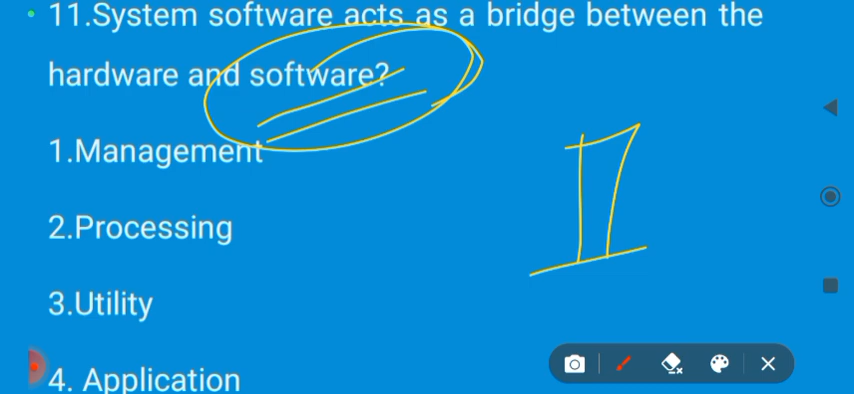 • 11.System software acts as a bridge between the
hardware and software?
1.Management
2.Processing
3.Utility
4. Application